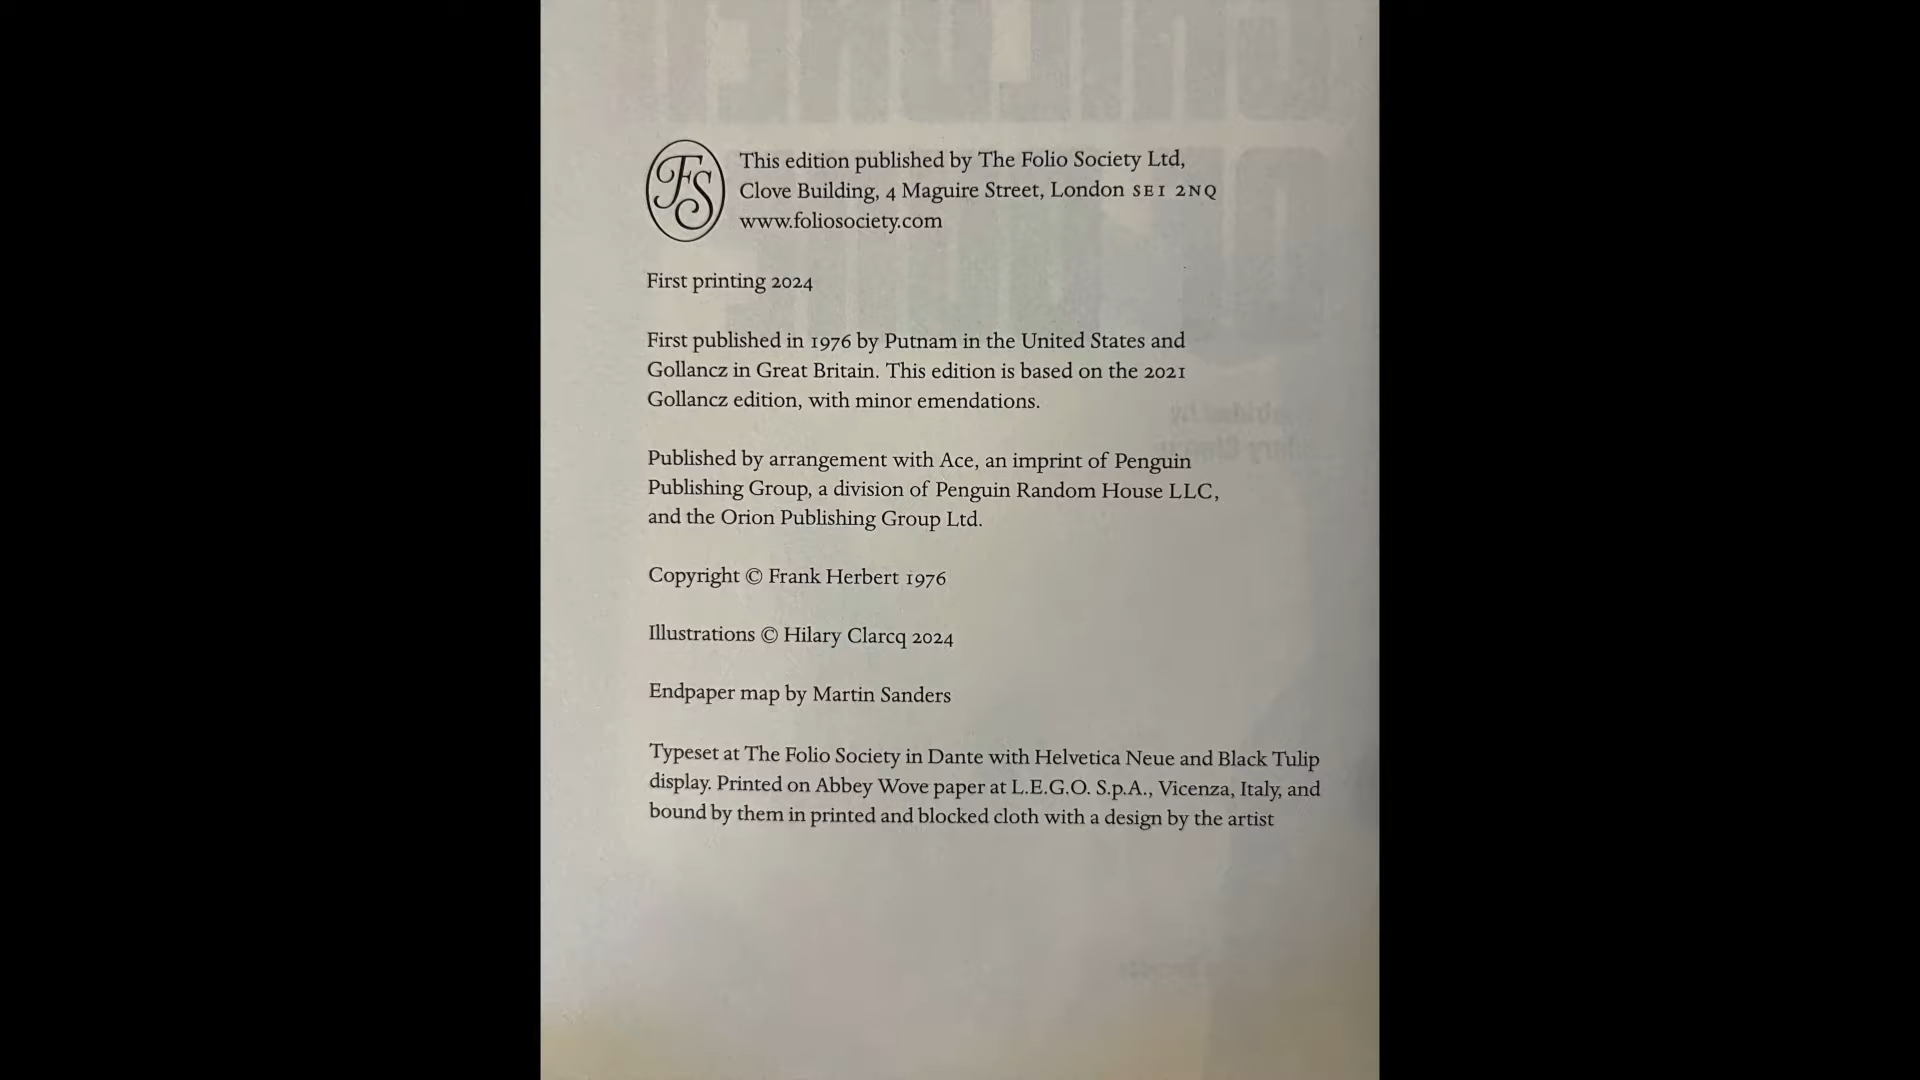 FS
This edition published by The Folio Society Ltd,
Clove Building, 4 Maguire Street, London SE1 2NQ
www.foliosociety.com
First printing 2024
First published in 1976 by Putnam in the United States and
Gollancz in Great Britain. This edition is based on the 2021
Gollancz edition, with minor emendations.
Published by arrangement with Ace, an imprint of Penguin
Publishing Group, a division of Penguin Random House LLC,
and the Orion Publishing Group Ltd.
Copyright © Frank Herbert 1976
Illustrations © Hilary Clarcq 2024
Endpaper map by Martin Sanders
Typeset at The Folio Society in Dante with Helvetica Neue and Black Tulip
display. Printed on Abbey Wove paper at L.E.G.O. S.p.A., Vicenza, Italy, and
bound by them in printed and blocked cloth with a design by the artist